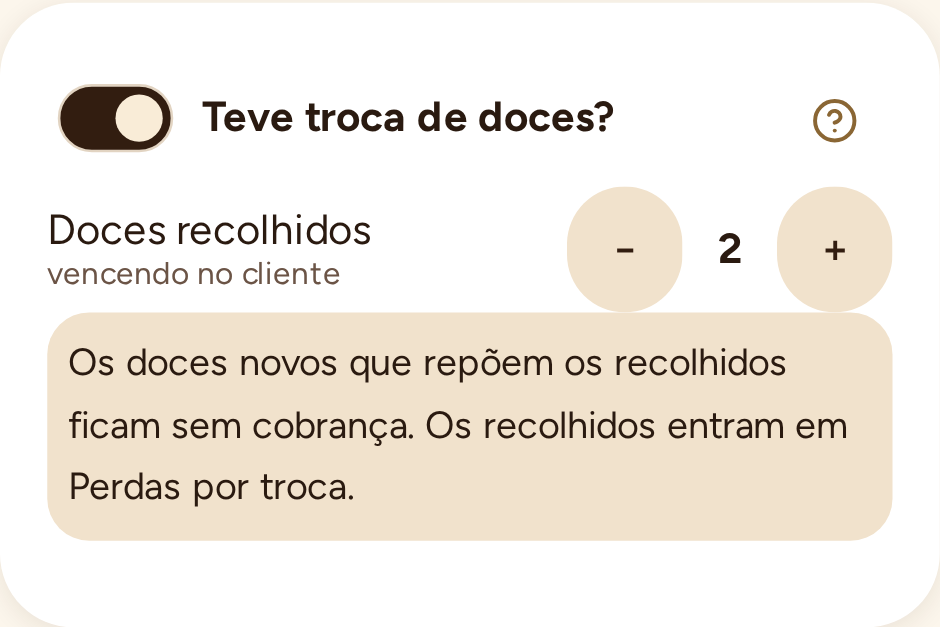 Teve troca de doces?
?
Doces recolhidos
vencendo no cliente
- 2 +
Os doces novos que repõem os recolhidos
ficam sem cobrança. Os recolhidos entram em
Perdas por troca.